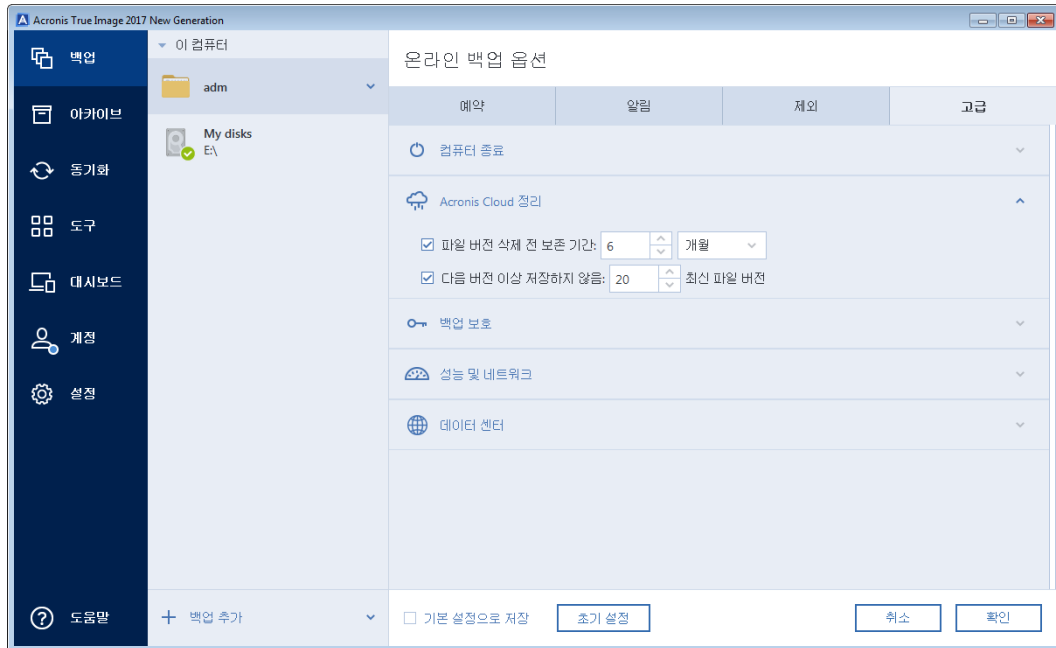 Acronis True Image 2017 New Generation
백업
아카이브
동기화
도구
대시보드
계정
설정
도움말
이 컴퓨터
adm
My disks
E:\
백업 추가
온라인 백업 옵션
예약
알림
제외
고급
컴퓨터 종료
Acronis Cloud 정리
파일 버전 삭제 전 보존 기간: 6 개월
다음 버전 이상 저장하지 않음: 20 최신 파일 버전
백업 보호
성능 및 네트워크
데이터 센터
기본 설정으로 저장
초기 설정
취소
확인